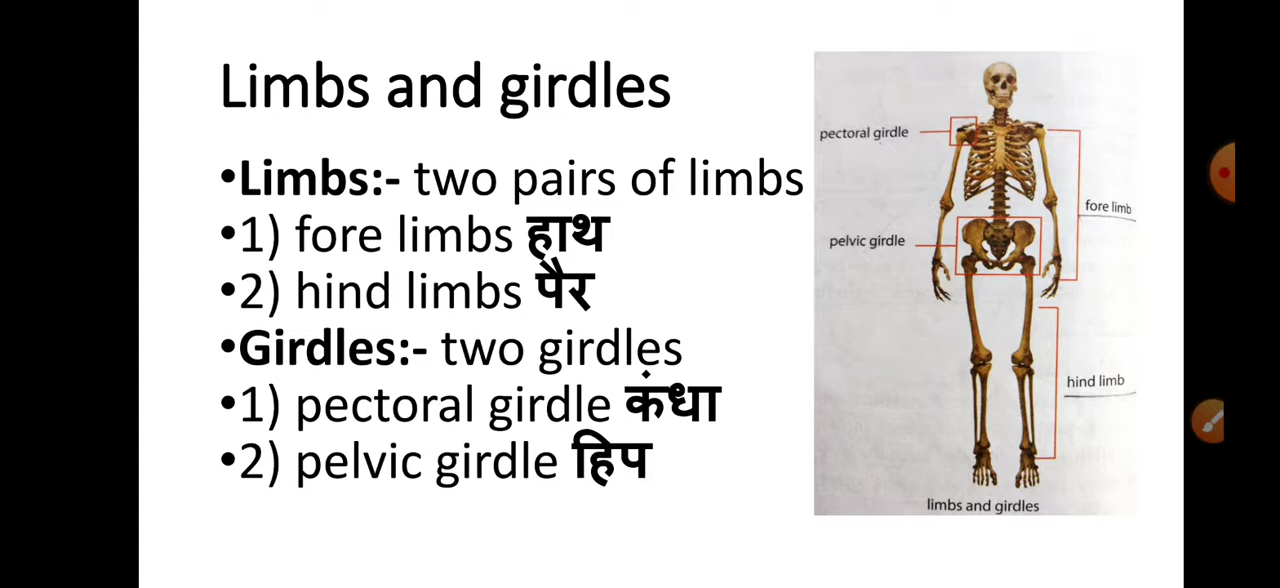 Limbs and girdles
•Limbs:- two pairs of limbs
•1) fore limbs हाथ
•2) hind limbs पैर
•Girdles:- two girdles
•1) pectoral girdle कंधा
•2) pelvic girdle हिप
pectoral girdle
fore limb
pelvic girdle
hind limb
limbs and girdles